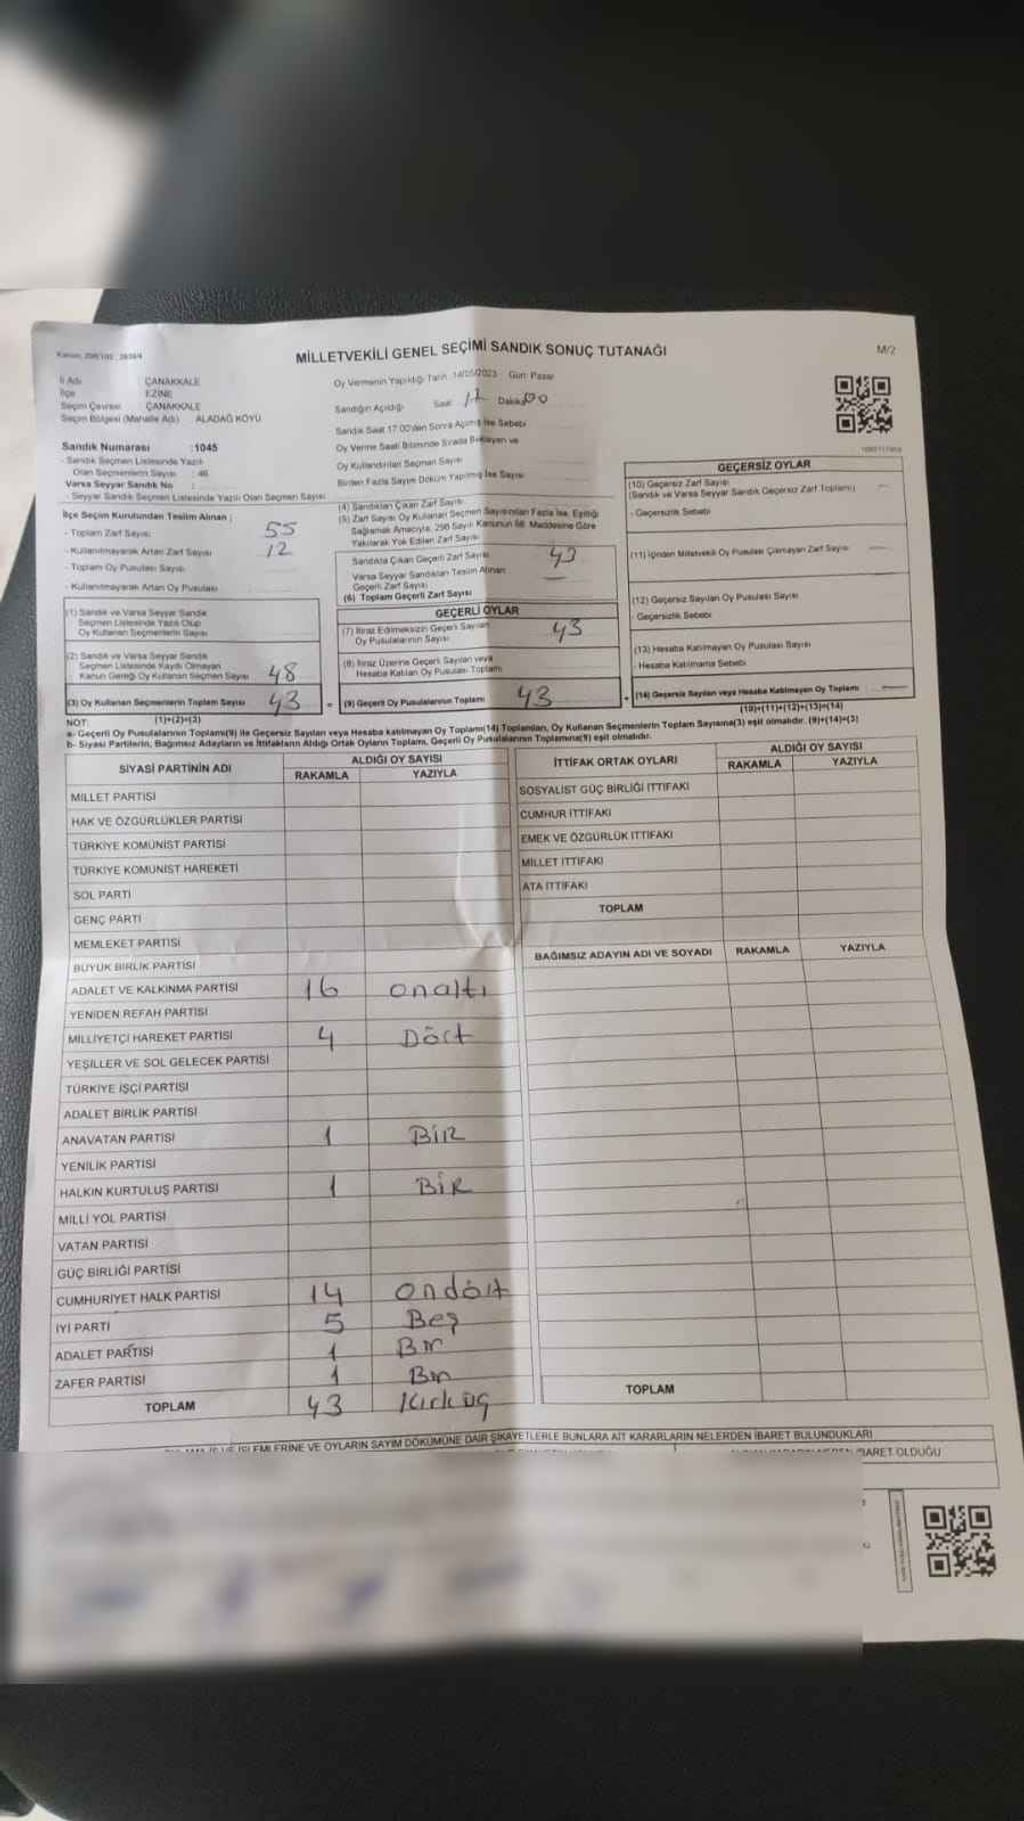 MİLLETVEKİLİ GENEL SEÇİMİ SANDIK SONUÇ TUTANAĞI
M/2
İl Adı : ÇANAKKALE
İlçe : EZİNE
Seçim Çevresi : ÇANAKKALE
Seçim Bölgesi (Mahalle Adı) : ALADAĞ KÖYÜ
Sandık Numarası : 1045
- Sandık Seçmen Listesinde Yazılı
Olan Seçmenlerin Sayısı
Varsa Seyyar Sandık No :
- Seyyar Sandık Seçmen Listesinde Yazılı Olan Seçmen Sayısı
İlçe Seçim Kurulundan Teslim Alınan ;
- Toplam Zarf Sayısı 55
- Kullanılmayarak Artan Zarf Sayısı 12
- Toplam Oy Pusulası Sayısı
- Kullanılmayarak Artan Oy Pusulası
(1) Sandık ve Varsa Seyyar Sandık
Seçmen Listesinde Yazılı Olup
Oy Kullanan Seçmenlerin Sayısı
(2) Sandık ve Varsa Seyyar Sandık
Seçmen Listesinde Kaydı Olmayan
Kanun Gereği Oy Kullanan Seçmen Sayısı 48
(3) Oy Kullanan Seçmenlerin Toplam Sayısı 43
(1)+(2)=(3)
Oy Vermenin Yapıldığı Tarih : 14/05/2023 Gün: Pazar
Sandığın Açıldığı Saat Dakika 00
Sandık Saat 17:00'den Sonra Açılmış İse Sebebi
Oy Verme Saati Bitiminde Sırada Bekleyen ve
Oy Kullandırılan Seçmen Sayısı
Birden Fazla Sayım Döküm Yapılmış İse Sayısı
(4) Sandıktan Çıkan Zarf Sayısı
(5) Zarf Sayısı Oy Kullanan Seçmen Sayısından Fazla İse, Eşitliği
Sağlamak Amacıyla, 298 Sayılı Kanunun 98. Maddesine Göre
Yakılarak Yok Edilen Zarf Sayısı
Sandıkta Çıkan Geçerli Zarf Sayısı 43
Varsa Seyyar Sandıktan Teslim Alınan
Geçerli Zarf Sayısı —
(6) Toplam Geçerli Zarf Sayısı
GEÇERLİ OYLAR
(7) İtiraz Edilmeksizin Geçerli Sayılan
Oy Pusulalarının Sayısı 43
(8) İtiraz Üzerine Geçerli Sayılan veya
Hesaba Katılan Oy Pusulası Toplamı
= (9) Geçerli Oy Pusulalarının Toplamı 43
GEÇERSİZ OYLAR
(10) Geçersiz Zarf Sayısı —
(Sandık ve Varsa Seyyar Sandık Geçersiz Zarf Toplamı)
- Geçersizlik Sebebi
(11) İçinden Milletvekili Oy Pusulası Çıkmayan Zarf Sayısı —
(12) Geçersiz Sayılan Oy Pusulası Sayısı
- Geçersizlik Sebebi
(13) Hesaba Katılmayan Oy Pusulası Sayısı
- Hesaba Katılmama Sebebi
+ (14) Geçersiz Sayılan veya Hesaba Katılmayan Oy Toplamı —
(10)+(11)+(12)+(13)=(14)
NOT:
a- Geçerli Oy Pusulalarının Toplamı(9) ile Geçersiz Sayılan veya Hesaba katılmayan Oy Toplamı(14) Toplamları, Oy Kullanan Seçmenlerin Toplam Sayısına(3) eşit olmalıdır. (9)+(14)=(3)
b- Siyasi Partilerin, Bağımsız Adayların ve İttifakların Aldığı Ortak Oyların Toplamı, Geçerli Oy Pusulalarının Toplamına(9) eşit olmalıdır.
SİYASİ PARTİNİN ADI
ALDIĞI OY SAYISI
RAKAMLA YAZIYLA
MİLLET PARTİSİ
HAK VE ÖZGÜRLÜKLER PARTİSİ
TÜRKİYE KOMÜNİST PARTİSİ
TÜRKİYE KOMÜNİST HAREKETİ
SOL PARTİ
GENÇ PARTİ
MEMLEKET PARTİSİ
BÜYÜK BİRLİK PARTİSİ
ADALET VE KALKINMA PARTİSİ 16 onaltı
YENİDEN REFAH PARTİSİ
MİLLİYETÇİ HAREKET PARTİSİ 4 Dört
YEŞİLLER VE SOL GELECEK PARTİSİ
TÜRKİYE İŞÇİ PARTİSİ
ADALET BİRLİK PARTİSİ
ANAVATAN PARTİSİ 1 BİR
YENİLİK PARTİSİ
HALKIN KURTULUŞ PARTİSİ 1 BİR
MİLLİ YOL PARTİSİ
VATAN PARTİSİ
GÜÇ BİRLİĞİ PARTİSİ
CUMHURİYET HALK PARTİSİ 14 ondört
İYİ PARTİ 5 Beş
ADALET PARTİSİ 1 Bir
ZAFER PARTİSİ 1 Bir
TOPLAM 43 Kırküç
İTTİFAK ORTAK OYLARI
ALDIĞI OY SAYISI
RAKAMLA YAZIYLA
SOSYALİST GÜÇ BİRLİĞİ İTTİFAKI
CUMHUR İTTİFAKI
EMEK VE ÖZGÜRLÜK İTTİFAKI
MİLLET İTTİFAKI
ATA İTTİFAKI
TOPLAM
BAĞIMSIZ ADAYIN ADI VE SOYADI RAKAMLA YAZIYLA
TOPLAM
İŞLEMLERİNE VE OYLARIN SAYIM DÖKÜMÜNE DAİR ŞİKAYETLERLE BUNLARA AİT KARARLARIN NELERDEN İBARET BULUNDUKLARI
İBARET OLDUĞU